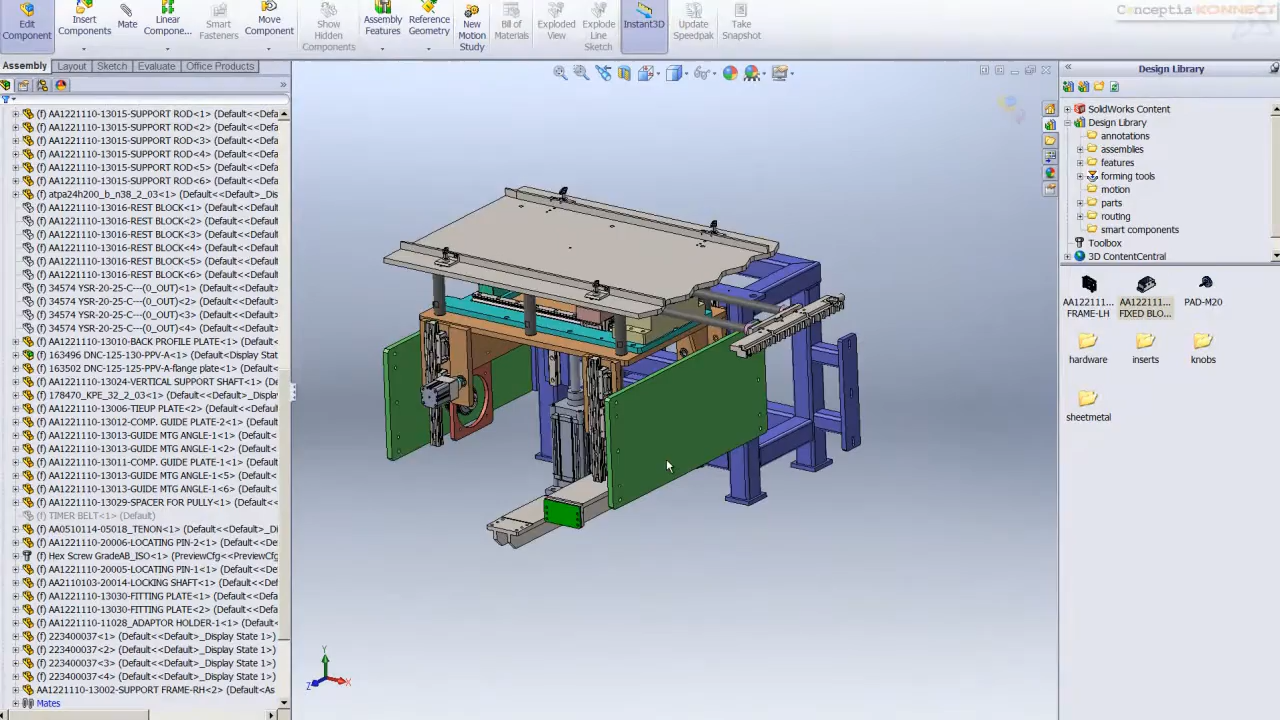 Conceptia KONNECT
Edit Component
Insert Components
Mate
Linear Compone...
Smart Fasteners
Move Component
Show Hidden Components
Assembly Features
Reference Geometry
New Motion Study
Bill of Materials
Exploded View
Explode Line Sketch
Instant3D
Update Speedpak
Take Snapshot
Assembly Layout Sketch Evaluate Office Products
(f) AA1221110-13015-SUPPORT ROD<1> (Default<<Defa
(f) AA1221110-13015-SUPPORT ROD<2> (Default<<Defa
(f) AA1221110-13015-SUPPORT ROD<3> (Default<<Defa
(f) AA1221110-13015-SUPPORT ROD<4> (Default<<Defa
(f) AA1221110-13015-SUPPORT ROD<5> (Default<<Defa
(f) AA1221110-13015-SUPPORT ROD<6> (Default<<Defa
(f) atpa24h200_b_n38_2_03<1> (Default<<Default>_Dis
(f) AA1221110-13016-REST BLOCK<1> (Default<<Default
(f) AA1221110-13016-REST BLOCK<2> (Default<<Default
(f) AA1221110-13016-REST BLOCK<3> (Default<<Default
(f) AA1221110-13016-REST BLOCK<4> (Default<<Default
(f) AA1221110-13016-REST BLOCK<5> (Default<<Default
(f) AA1221110-13016-REST BLOCK<6> (Default<<Default
(f) 34574 YSR-20-25-C---(0_OUT)<1> (Default<<Default
(f) 34574 YSR-20-25-C---(0_OUT)<2> (Default<<Default
(f) 34574 YSR-20-25-C---(0_OUT)<3> (Default<<Default
(f) 34574 YSR-20-25-C---(0_OUT)<4> (Default<<Default
(f) AA1221110-13010-BACK PLATE<1> (Default<<Default
(f) 163496 DNC-125-130-PPV-A<1> (Default<Display Stat
(f) 163502 DNC-125-125-PPV-A-flange plate<1> (Default
(f) AA1221110-13024-VERTICAL SUPPORT SHAFT<1> (De
(f) 178470_KPE_32_2_03<1> (Default<<Default>_Display
(f) AA1221110-13006-TIEUP PLATE<2> (Default<<Defaul
(f) AA1221110-13012-COMP. GUIDE PLATE-2<1> (Defaul
(f) AA1221110-13013-GUIDE MTG ANGLE-1<1> (Default<
(f) AA1221110-13013-GUIDE MTG ANGLE-1<2> (Default<
(f) AA1221110-13011-COMP. GUIDE PLATE-1<1> (Defaul
(f) AA1221110-13013-GUIDE MTG ANGLE-1<5> (Default<
(f) AA1221110-13013-GUIDE MTG ANGLE-1<6> (Default<
(f) AA1221110-13029-SPACER FOR PULLY<1> (Default<<
(f) TIMER BELT<1> (Default)
(f) AA0510114-05018_TENON<1> (Default<<Default>_Di
(f) AA1221110-20006-LOCATING PIN-2<1> (Default<<De
(f) Hex Screw GradeAB_ISO<1> (PreviewCfg<<PreviewCf
(f) AA1221110-20005-LOCATING PIN-1<1> (Default<<De
(f) AA2110103-20014-LOCKING SHAFT<1> (Default<<Def
(f) AA1221110-13030-FITTING PLATE<1> (Default<<Defa
(f) AA1221110-13030-FITTING PLATE<2> (Default<<Defa
(f) AA1221110-11028_ADAPTOR HOLDER-1<1> (Default<
(f) 223400037<1> (Default<<Default>_Display State 1>)
(f) 223400037<2> (Default<<Default>_Display State 1>)
(f) 223400037<3> (Default<<Default>_Display State 1>)
(f) 223400037<4> (Default<<Default>_Display State 1>)
AA1221110-13002-SUPPORT FRAME-RH<2> (Default<As
Mates
Y
X
Z
Design Library
SolidWorks Content
Design Library
annotations
assemblies
features
forming tools
motion
parts
routing
smart components
Toolbox
3D ContentCentral
AA122111... FRAME-LH
AA122111... FIXED BLO...
PAD-M20
hardware
inserts
knobs
sheetmetal